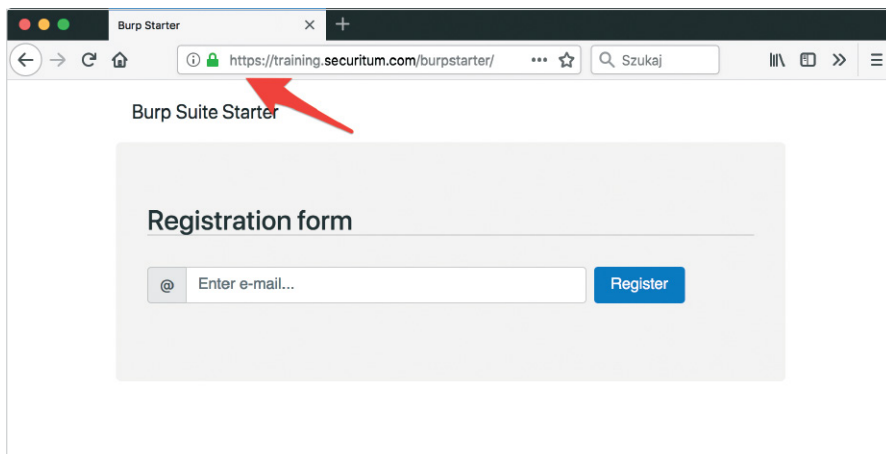 Burp Starter
https://training.securitum.com/burpstarter/
Szukaj
Burp Suite Starter
Registration form
@ Enter e-mail... Register